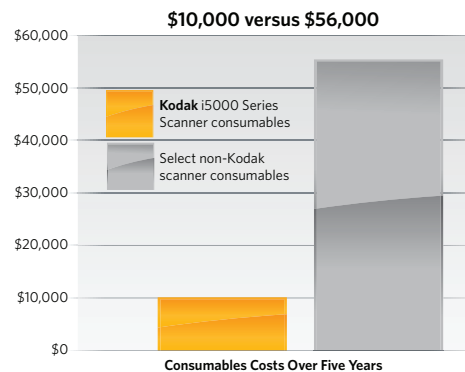 $10,000 versus $56,000
$60,000
$50,000
Kodak i5000 Series
Scanner consumables
$40,000
Select non-Kodak
scanner consumables
$30,000
$20,000
$10,000
$0
Consumables Costs Over Five Years